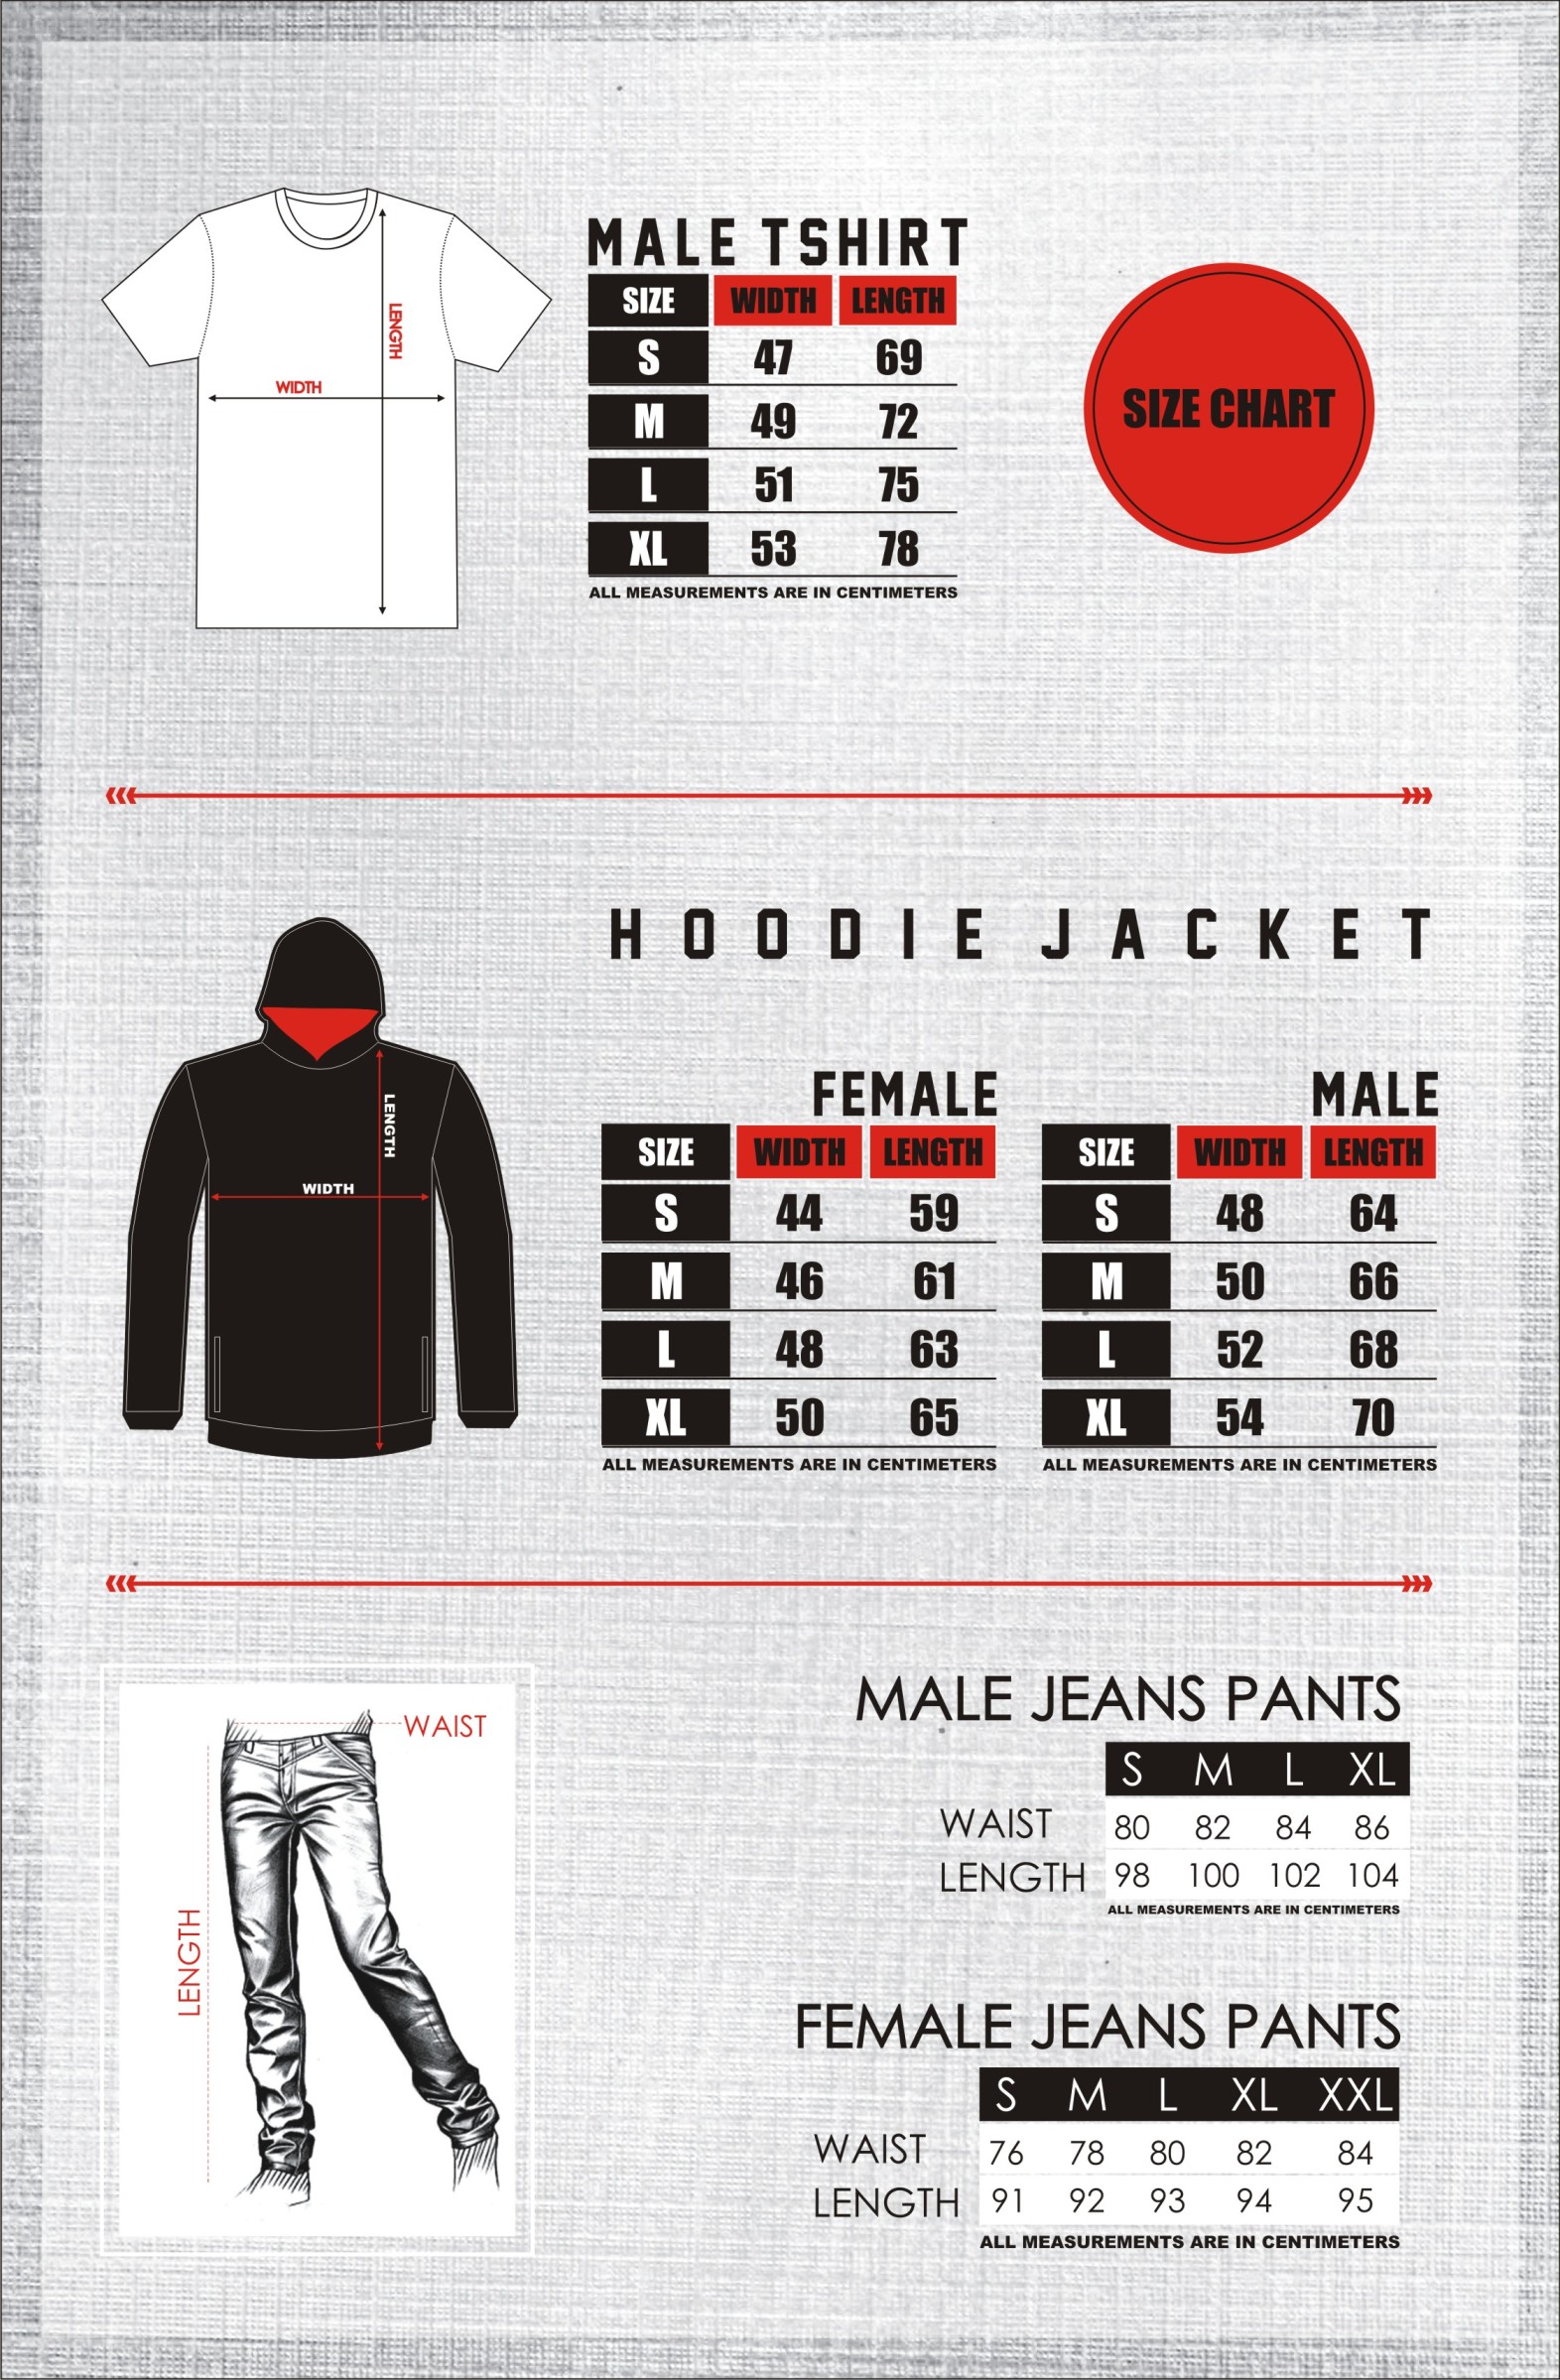 MALE TSHIRT
SIZE WIDTH LENGTH
S 47 69
M 49 72
L 51 75
XL 53 78
ALL MEASUREMENTS ARE IN CENTIMETERS
LENGTH
WIDTH
SIZE CHART
HOODIE JACKET
LENGTH
WIDTH
FEMALE
SIZE WIDTH LENGTH
S 44 59
M 46 61
L 48 63
XL 50 65
ALL MEASUREMENTS ARE IN CENTIMETERS
MALE
SIZE WIDTH LENGTH
S 48 64
M 50 66
L 52 68
XL 54 70
ALL MEASUREMENTS ARE IN CENTIMETERS
WAIST
LENGTH
MALE JEANS PANTS
S M L XL
WAIST 80 82 84 86
LENGTH 98 100 102 104
ALL MEASUREMENTS ARE IN CENTIMETERS
FEMALE JEANS PANTS
S M L XL XXL
WAIST 76 78 80 82 84
LENGTH 91 92 93 94 95
ALL MEASUREMENTS ARE IN CENTIMETERS